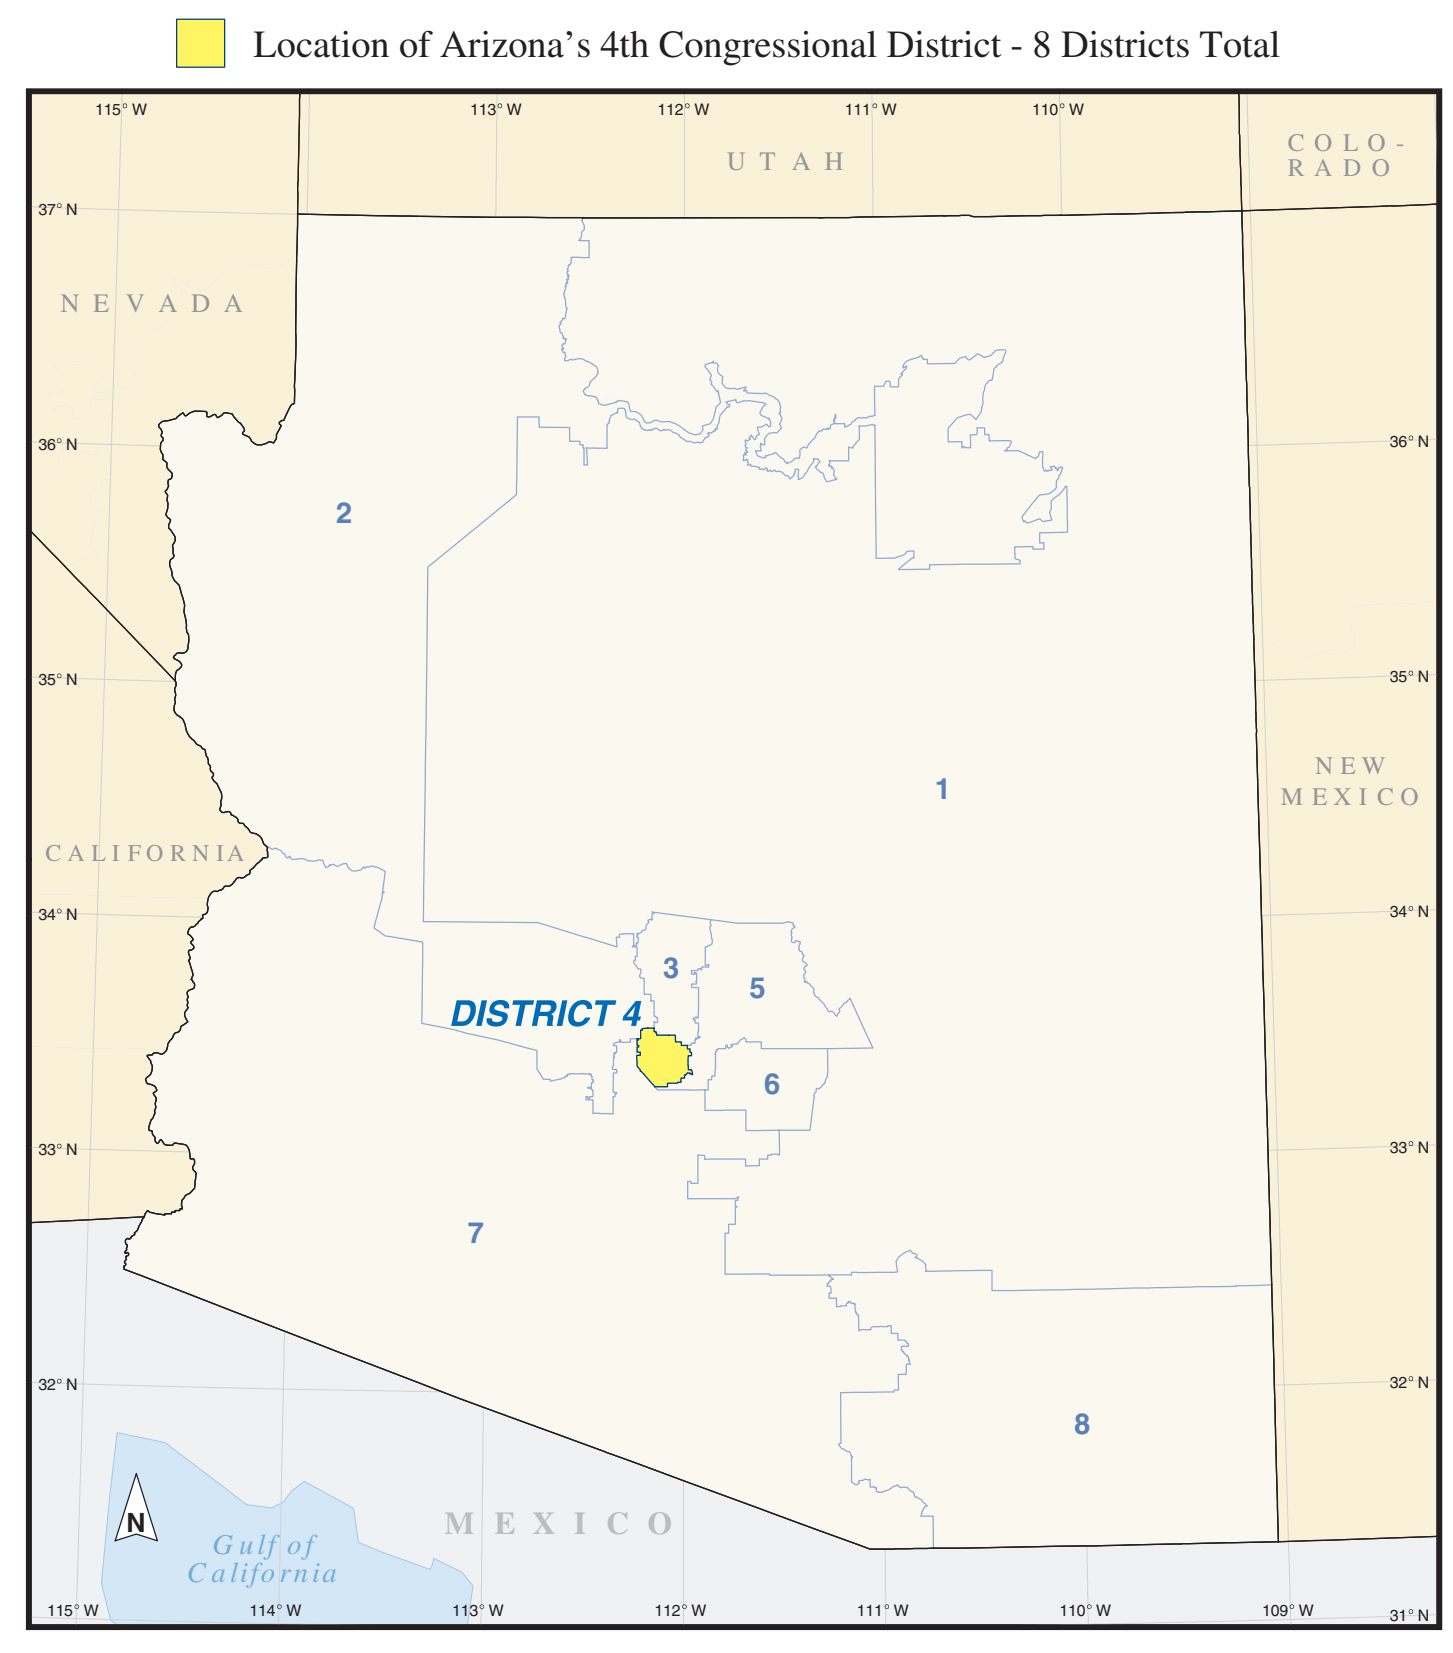 Location of Arizona's 4th Congressional District - 8 Districts Total
115° W 113° W 112° W 111° W 110° W
UTAH
COLO-
RADO
37° N
NEVADA
36° N 36° N
2
35° N 35° N
1
NEW
MEXICO
CALIFORNIA
34° N 34° N
3
5
DISTRICT 4
6
33° N 33° N
7
32° N 32° N
8
N
MEXICO
Gulf of
California
115° W 114° W 113° W 112° W 111° W 110° W 109° W
31° N